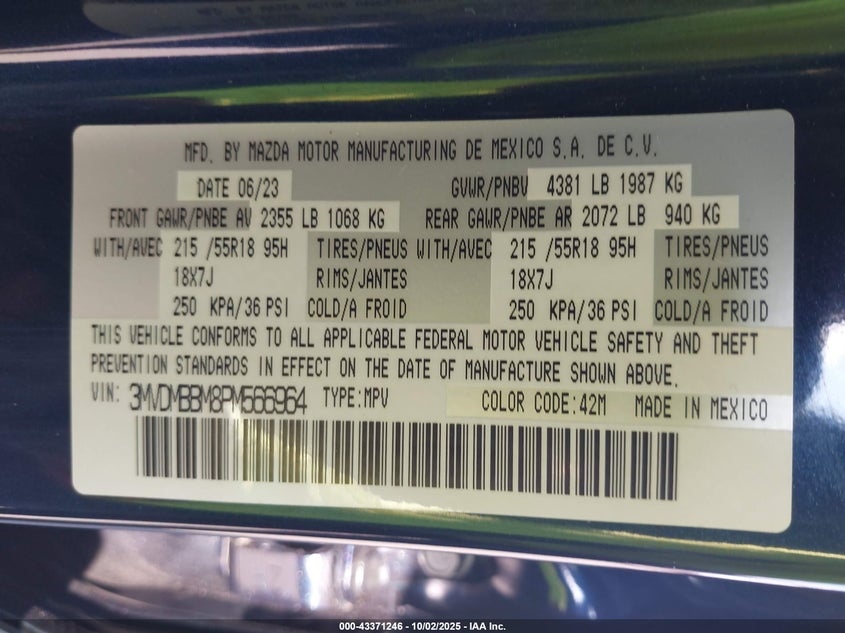 MFD. BY MAZDA MOTOR MANUFACTURING DE MEXICO S.A. DE C.V.
DATE 06/23 GVWR/PNBV 4381 LB 1987 KG
FRONT GAWR/PNBE AV 2355 LB 1068 KG REAR GAWR/PNBE AR 2072 LB 940 KG
WITH/AVEC 215 /55R18 95H TIRES/PNEUS WITH/AVEC 215 /55R18 95H TIRES/PNEUS
18X7J RIMS/JANTES 18X7J RIMS/JANTES
250 KPA/36 PSI COLD/A FROID 250 KPA/36 PSI COLD/A FROID
THIS VEHICLE CONFORMS TO ALL APPLICABLE FEDERAL MOTOR VEHICLE SAFETY AND THEFT
PREVENTION STANDARDS IN EFFECT ON THE DATE OF MANUFACTURE SHOWN ABOVE.
VIN: 3MVDMBBM8PM566964 TYPE:MPV COLOR CODE:42M MADE IN MEXICO
000-43371246 - 10/02/2025 - IAA Inc.